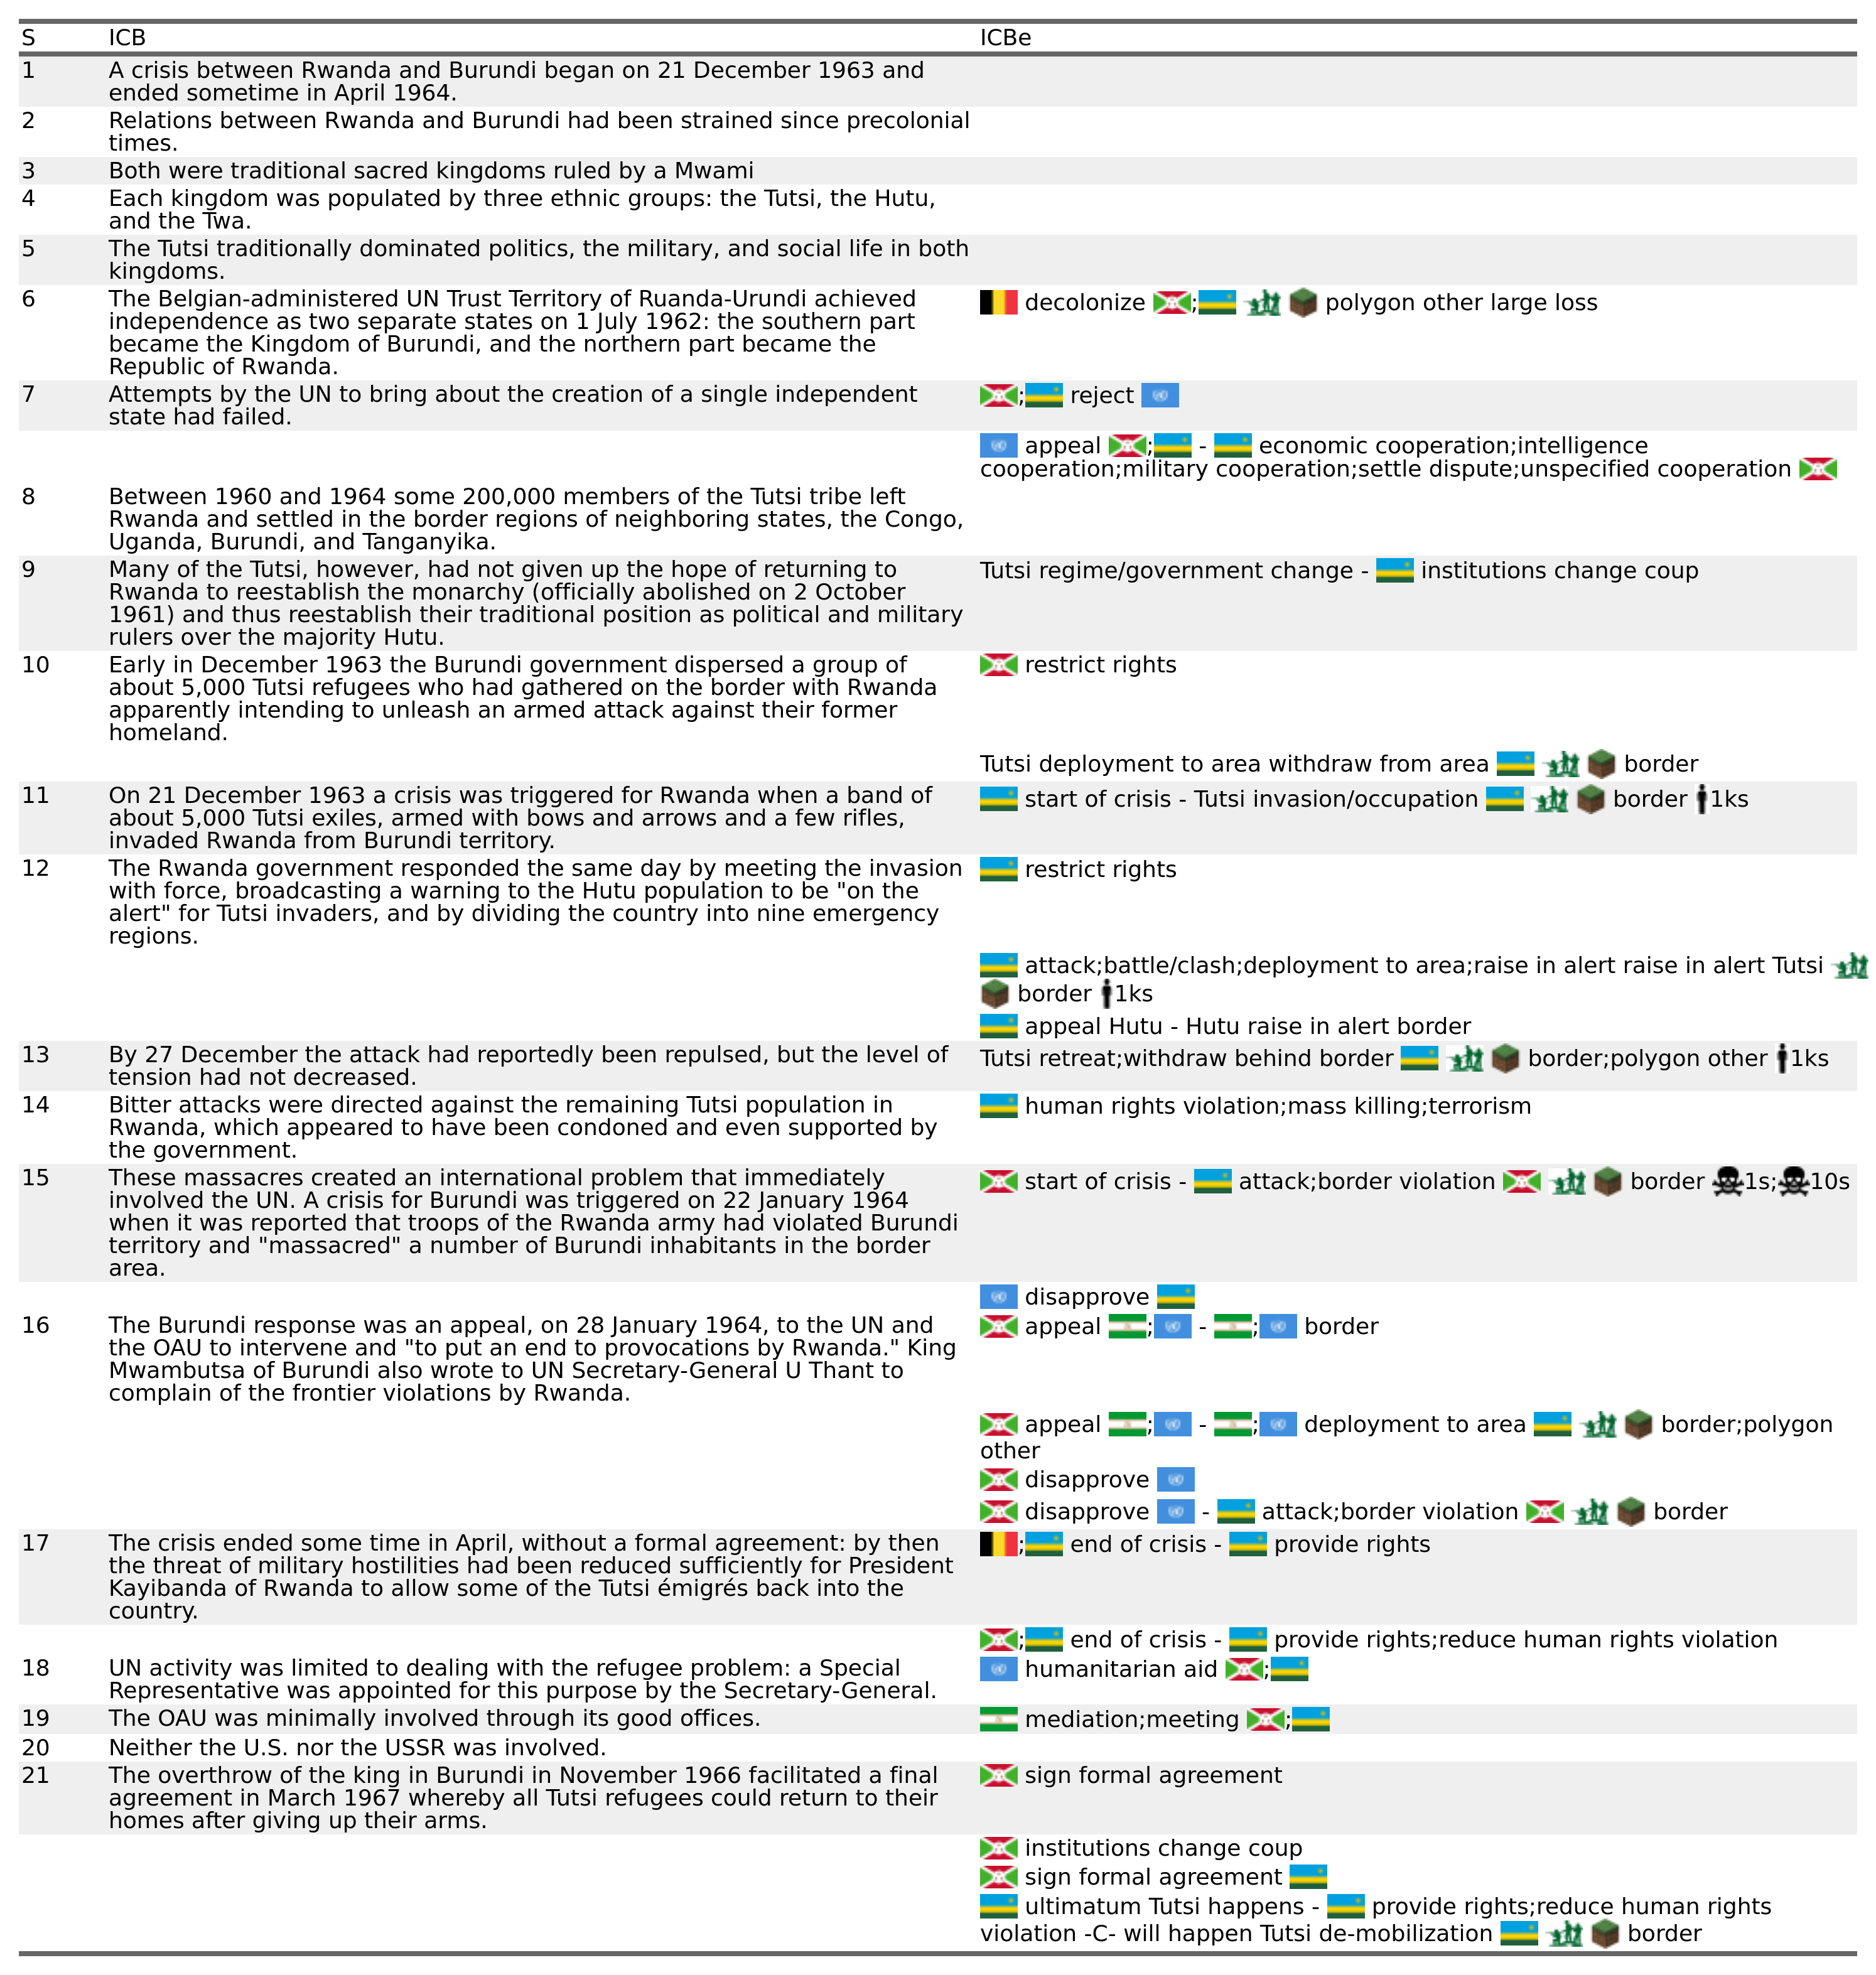 S ICB ICBe
1 A crisis between Rwanda and Burundi began on 21 December 1963 and
ended sometime in April 1964.
2 Relations between Rwanda and Burundi had been strained since precolonial
times.
3 Both were traditional sacred kingdoms ruled by a Mwami
4 Each kingdom was populated by three ethnic groups: the Tutsi, the Hutu,
and the Twa.
5 The Tutsi traditionally dominated politics, the military, and social life in both
kingdoms.
6 The Belgian-administered UN Trust Territory of Ruanda-Urundi achieved
independence as two separate states on 1 July 1962: the southern part
became the Kingdom of Burundi, and the northern part became the
Republic of Rwanda.
decolonize ; polygon other large loss
7 Attempts by the UN to bring about the creation of a single independent
state had failed.
; reject
appeal ; - economic cooperation;intelligence
cooperation;military cooperation;settle dispute;unspecified cooperation
8 Between 1960 and 1964 some 200,000 members of the Tutsi tribe left
Rwanda and settled in the border regions of neighboring states, the Congo,
Uganda, Burundi, and Tanganyika.
9 Many of the Tutsi, however, had not given up the hope of returning to
Rwanda to reestablish the monarchy (officially abolished on 2 October
1961) and thus reestablish their traditional position as political and military
rulers over the majority Hutu.
Tutsi regime/government change - institutions change coup
10 Early in December 1963 the Burundi government dispersed a group of
about 5,000 Tutsi refugees who had gathered on the border with Rwanda
apparently intending to unleash an armed attack against their former
homeland.
restrict rights
Tutsi deployment to area withdraw from area border
11 On 21 December 1963 a crisis was triggered for Rwanda when a band of
about 5,000 Tutsi exiles, armed with bows and arrows and a few rifles,
invaded Rwanda from Burundi territory.
start of crisis - Tutsi invasion/occupation border 1ks
12 The Rwanda government responded the same day by meeting the invasion
with force, broadcasting a warning to the Hutu population to be "on the
alert" for Tutsi invaders, and by dividing the country into nine emergency
regions.
restrict rights
attack;battle/clash;deployment to area;raise in alert raise in alert Tutsi
border 1ks
appeal Hutu - Hutu raise in alert border
13 By 27 December the attack had reportedly been repulsed, but the level of
tension had not decreased.
Tutsi retreat;withdraw behind border border;polygon other 1ks
14 Bitter attacks were directed against the remaining Tutsi population in
Rwanda, which appeared to have been condoned and even supported by
the government.
human rights violation;mass killing;terrorism
15 These massacres created an international problem that immediately
involved the UN. A crisis for Burundi was triggered on 22 January 1964
when it was reported that troops of the Rwanda army had violated Burundi
territory and "massacred" a number of Burundi inhabitants in the border
area.
start of crisis - attack;border violation border 1s; 10s
disapprove
16 The Burundi response was an appeal, on 28 January 1964, to the UN and
the OAU to intervene and "to put an end to provocations by Rwanda." King
Mwambutsa of Burundi also wrote to UN Secretary-General U Thant to
complain of the frontier violations by Rwanda.
appeal ; - ; border
appeal ; - ; deployment to area border;polygon
other
disapprove
disapprove - attack;border violation border
17 The crisis ended some time in April, without a formal agreement: by then
the threat of military hostilities had been reduced sufficiently for President
Kayibanda of Rwanda to allow some of the Tutsi émigrés back into the
country.
; end of crisis - provide rights
; end of crisis - provide rights;reduce human rights violation
18 UN activity was limited to dealing with the refugee problem: a Special
Representative was appointed for this purpose by the Secretary-General.
humanitarian aid ;
19 The OAU was minimally involved through its good offices.
mediation;meeting ;
20 Neither the U.S. nor the USSR was involved.
21 The overthrow of the king in Burundi in November 1966 facilitated a final
agreement in March 1967 whereby all Tutsi refugees could return to their
homes after giving up their arms.
sign formal agreement
institutions change coup
sign formal agreement
ultimatum Tutsi happens - provide rights;reduce human rights
violation -C- will happen Tutsi de-mobilization border